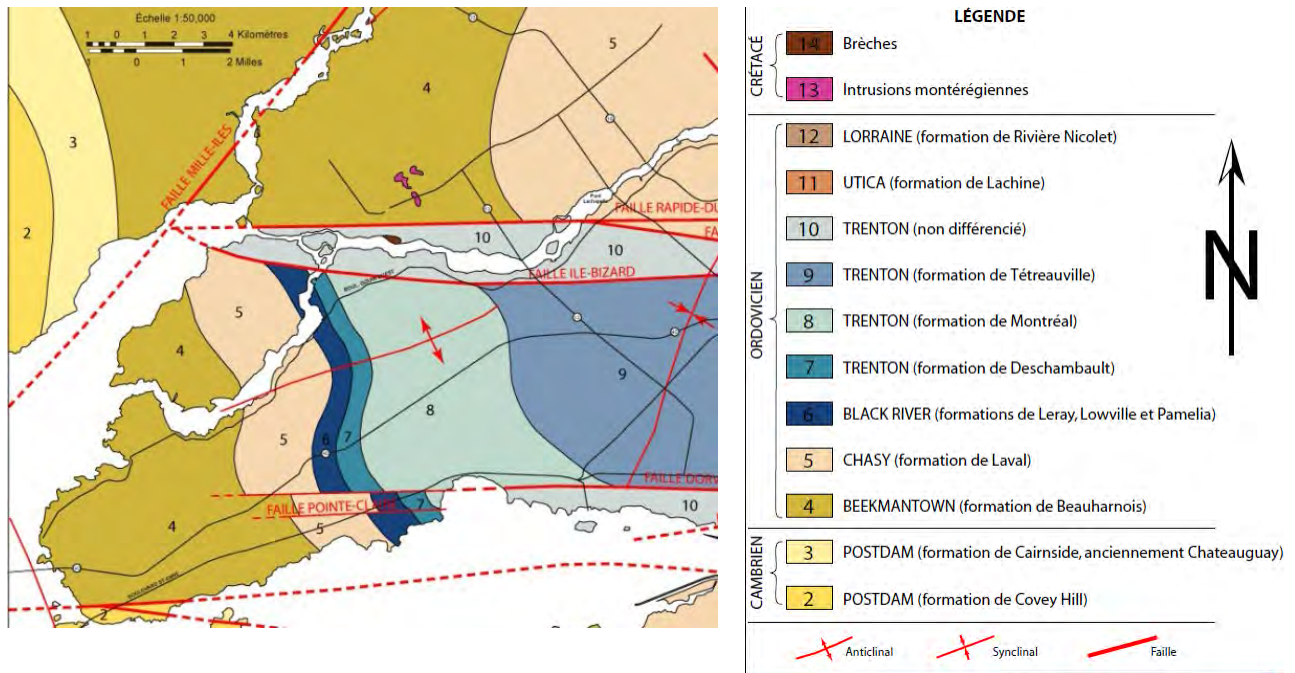 Échelle 1:50,000
1 0 1 2 3 4 Kilomètres
1 0 1 2 Milles
5
4
3
2
FAILLE MILLE-ILES
FAILLE RAPIDE-DU
FA
10
10
FAILLE ILE-BIZARD
5
4
9
8
5
6
7
FAILLE DORV
FAILLE POINTE-CLAIRE
7
10
5
4
2
LÉGENDE
CRÉTACÉ
14 Brèches
13 Intrusions montérégiennes
ORDOVICIEN
12 LORRAINE (formation de Rivière Nicolet)
11 UTICA (formation de Lachine)
10 TRENTON (non différencié)
9 TRENTON (formation de Tétreauville)
8 TRENTON (formation de Montréal)
7 TRENTON (formation de Deschambault)
6 BLACK RIVER (formations de Leray, Lowville et Pamelia)
5 CHASY (formation de Laval)
4 BEEKMANTOWN (formation de Beauharnois)
CAMBRIEN
3 POSTDAM (formation de Cairnside, anciennement Chateauguay)
2 POSTDAM (formation de Covey Hill)
Anticlinal Synclinal Faille
N